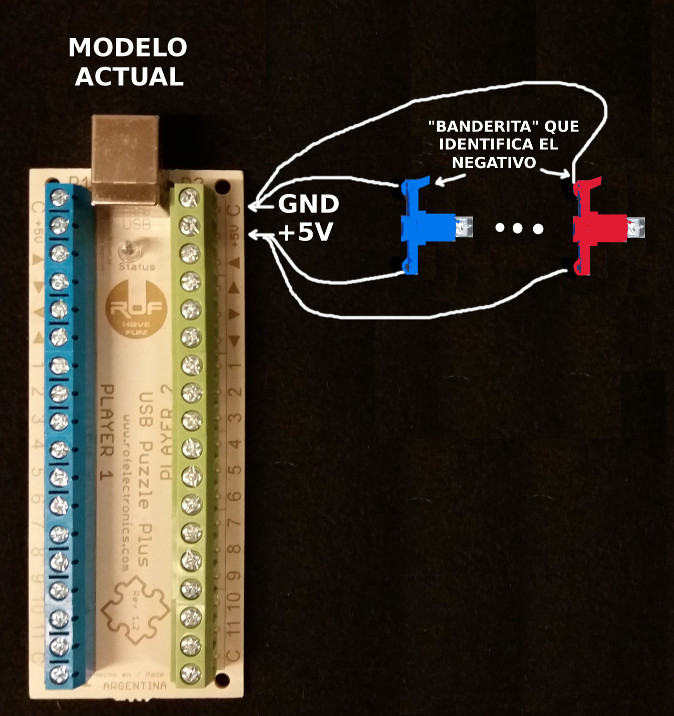 MODELO
ACTUAL
"BANDERITA" QUE
IDENTIFICA EL
NEGATIVO
GND
+5V
P1
P2
C
+5V
1
2
3
4
5
6
7
8
9
10
11
C
USB
Status
ROF
HAVE
FUN!
PLAYER 1
www.rofelectronics.com
USB Puzzle Plus
PLAYER 2
Rev 1.2
Hecho en / Made
ARGENTINA
C
+5V
1
2
3
4
5
6
7
8
9
10
11
C